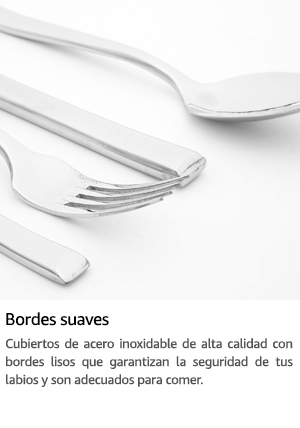 Bordes suaves
Cubiertos de acero inoxidable de alta calidad con
bordes lisos que garantizan la seguridad de tus
labios y son adecuados para comer.